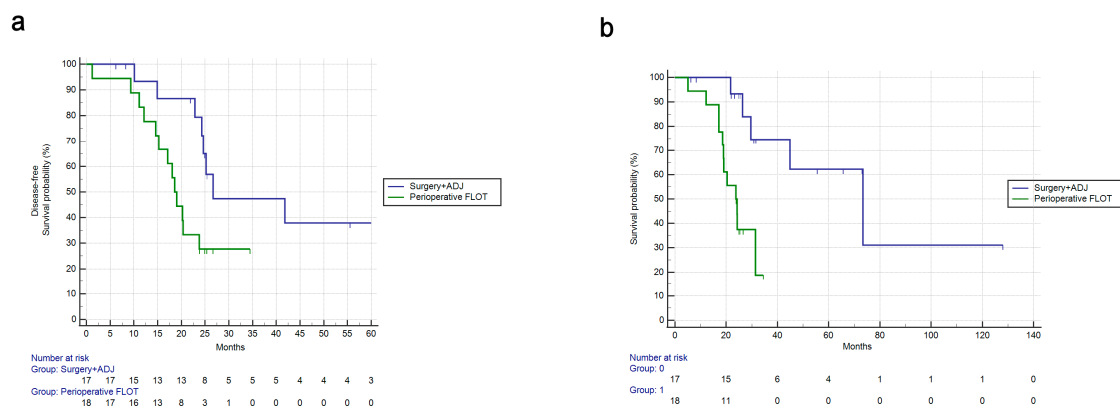 a
Disease-free
Survival probability (%)
100
90
80
70
60
50
40
30
20
10
0
0 5 10 15 20 25 30 35 40 45 50 55 60
Months
Surgery+ADJ
Perioperative FLOT
Number at risk
Group: Surgery+ADJ
17 17 15 13 13 8 5 5 5 4 4 4 3
Group: Perioperative FLOT
18 17 16 13 8 3 1 0 0 0 0 0 0
b
Survival probability (%)
100
90
80
70
60
50
40
30
20
10
0
0 20 40 60 80 100 120 140
Months
Surgery+ADJ
Perioperative FLOT
Number at risk
Group: 0
17 15 6 4 1 1 1 0
Group: 1
18 11 0 0 0 0 0 0